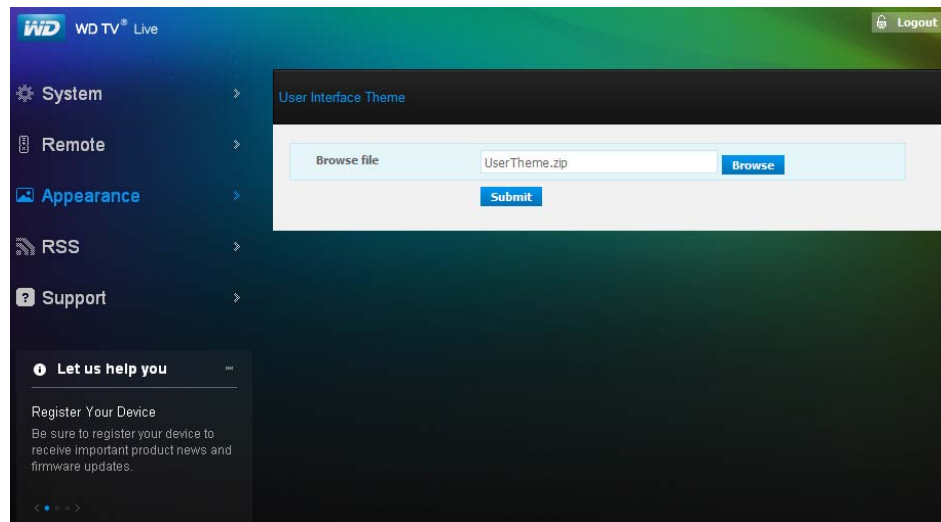 WD WD TV® Live
Logout
System
Remote
Appearance
RSS
Support
User Interface Theme
Browse file UserTheme.zip Browse
Submit
Let us help you
Register Your Device
Be sure to register your device to
receive important product news and
firmware updates.